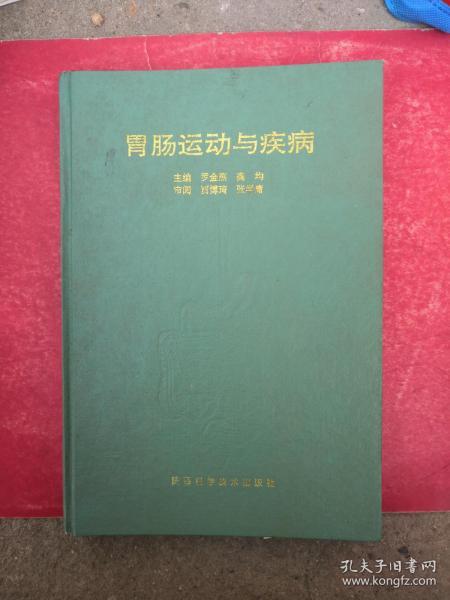 胃肠运动与疾病
主编 罗金燕 龚均
审阅 贾博琦 张学庸
陕西科学技术出版社
孔夫子旧书网
www.kongfz.com